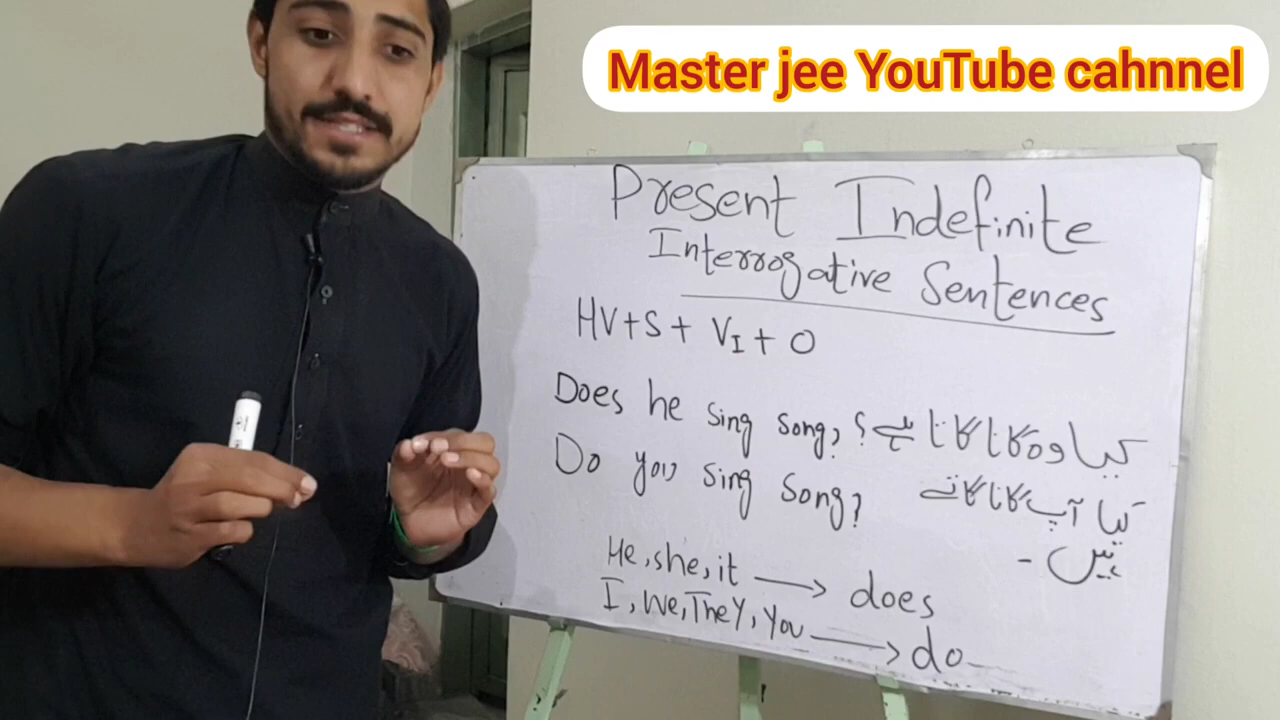 Master jee YouTube cahnnel
Present Indefinite
Interrogative Sentences
HV+S+ V₁+ O
Does he sing song? کیا وہ گانا گاتا ہے؟
Do you sing song? کیا آپ گانا گاتے
ہیں -
He, she, it → does
I, We, They, You → do